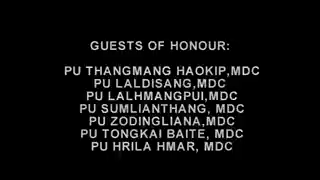 GUESTS OF HONOUR:
PU THANGMANG HAOKIP,MDC
PU LALDISANG, MDC
PU LALHMANGPUI,MDC
PU SUMLIANTHANG, MDC
PU ZODINGLIANA,MDC
PU TONGKAI BAITE, MDC
PU HRILA HMAR, MDC